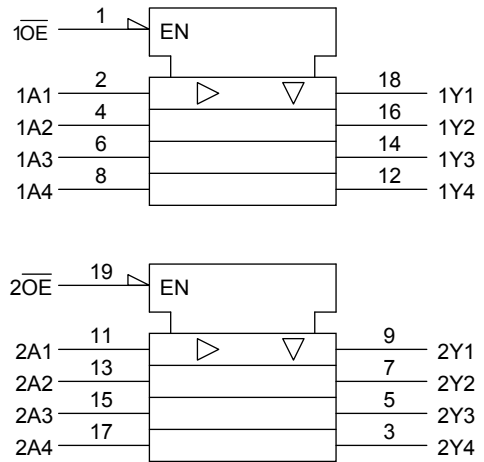 1OE 1 EN
1A1 2 18 1Y1
1A2 4 16 1Y2
1A3 6 14 1Y3
1A4 8 12 1Y4
2OE 19 EN
2A1 11 9 2Y1
2A2 13 7 2Y2
2A3 15 5 2Y3
2A4 17 3 2Y4